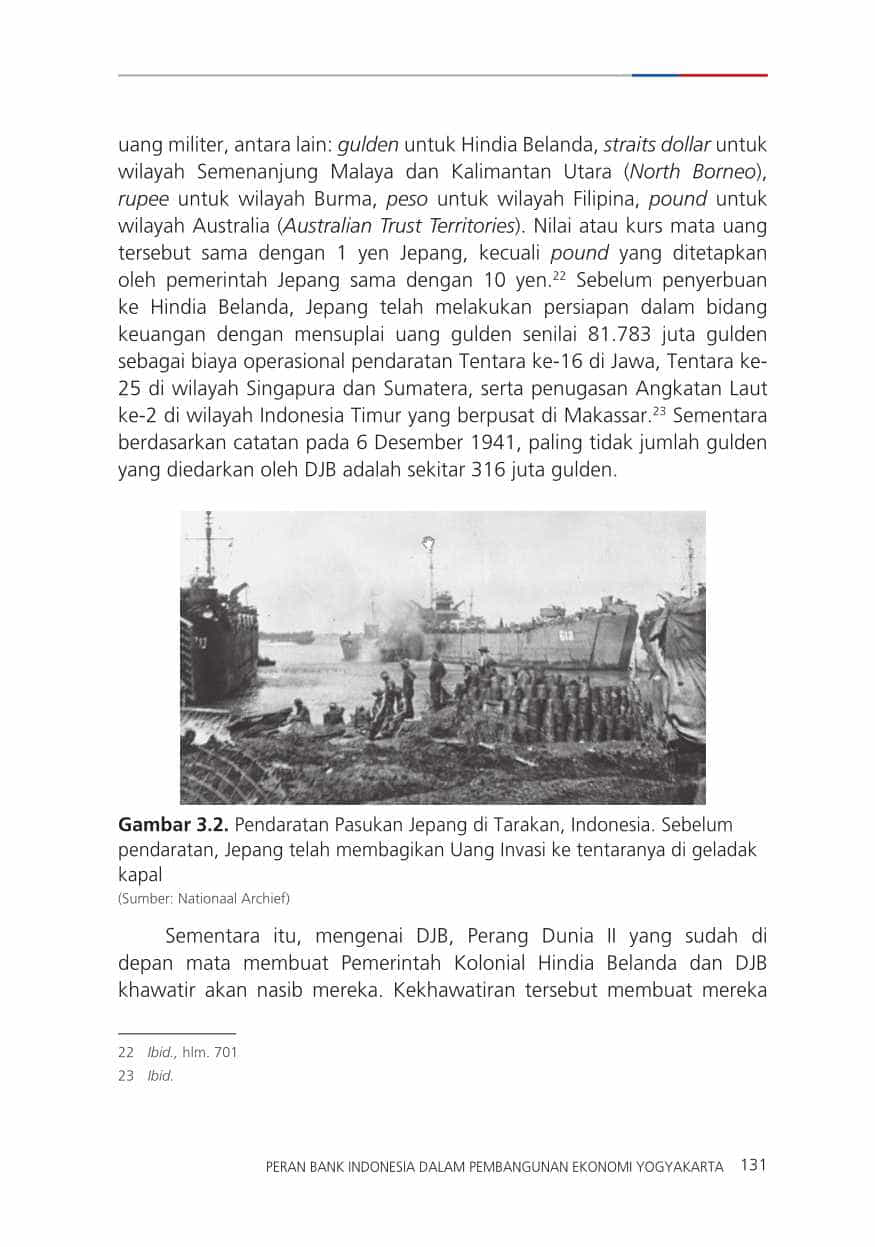 uang militer, antara lain: gulden untuk Hindia Belanda, straits dollar untuk
wilayah Semenanjung Malaya dan Kalimantan Utara (North Borneo),
rupee untuk wilayah Burma, peso untuk wilayah Filipina, pound untuk
wilayah Australia (Australian Trust Territories). Nilai atau kurs mata uang
tersebut sama dengan 1 yen Jepang, kecuali pound yang ditetapkan
oleh pemerintah Jepang sama dengan 10 yen.22 Sebelum penyerbuan
ke Hindia Belanda, Jepang telah melakukan persiapan dalam bidang
keuangan dengan mensuplai uang gulden senilai 81.783 juta gulden
sebagai biaya operasional pendaratan Tentara ke-16 di Jawa, Tentara ke-
25 di wilayah Singapura dan Sumatera, serta penugasan Angkatan Laut
ke-2 di wilayah Indonesia Timur yang berpusat di Makassar.23 Sementara
berdasarkan catatan pada 6 Desember 1941, paling tidak jumlah gulden
yang diedarkan oleh DJB adalah sekitar 316 juta gulden.
Gambar 3.2. Pendaratan Pasukan Jepang di Tarakan, Indonesia. Sebelum
pendaratan, Jepang telah membagikan Uang Invasi ke tentaranya di geladak
kapal
(Sumber: Nationaal Archief)
Sementara itu, mengenai DJB, Perang Dunia II yang sudah di
depan mata membuat Pemerintah Kolonial Hindia Belanda dan DJB
khawatir akan nasib mereka. Kekhawatiran tersebut membuat mereka
22 Ibid., hlm. 701
23 Ibid.
PERAN BANK INDONESIA DALAM PEMBANGUNAN EKONOMI YOGYAKARTA 131